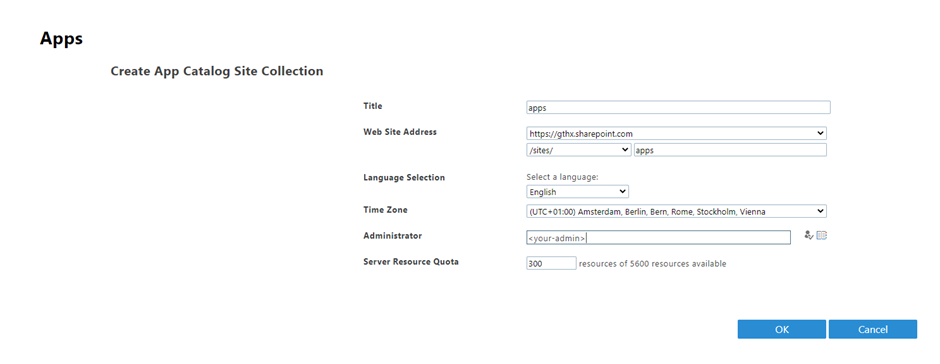 Apps
Create App Catalog Site Collection
Title
apps
Web Site Address
https://gthx.sharepoint.com
/sites/ apps
Language Selection
Select a language:
English
Time Zone
(UTC+01:00) Amsterdam, Berlin, Bern, Rome, Stockholm, Vienna
Administrator
<your-admin>
Server Resource Quota
300 resources of 5600 resources available
OK Cancel